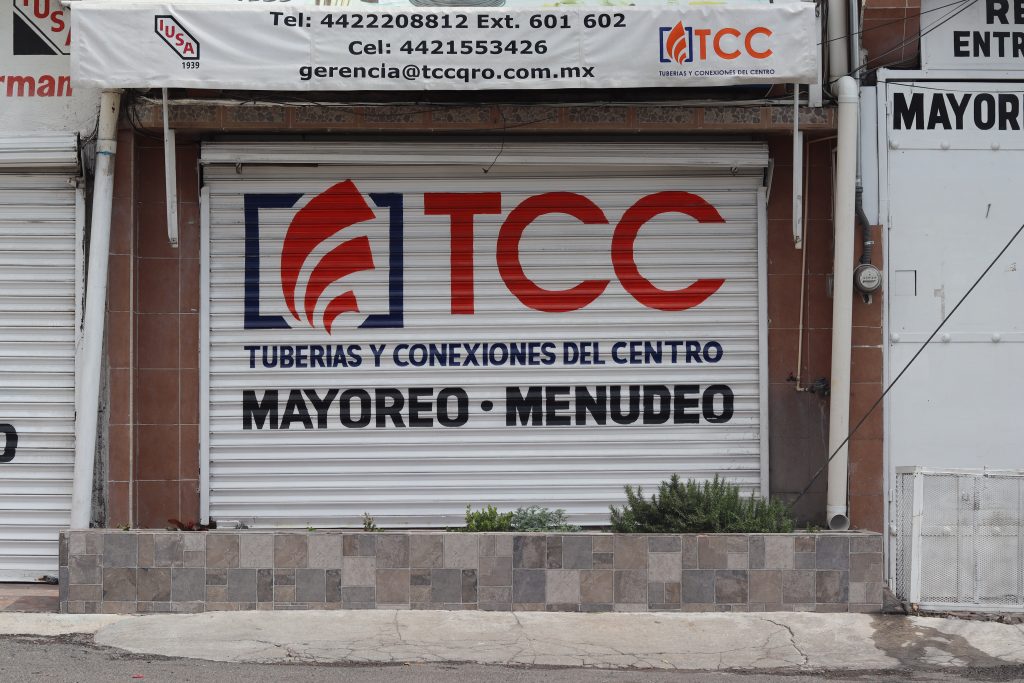 IUSA
1939
Tel: 4422208812 Ext. 601 602
Cel: 4421553426
gerencia@tccqro.com.mx
TCC
TUBERIAS Y CONEXIONES DEL CENTRO
IUSA
TCC
TUBERIAS Y CONEXIONES DEL CENTRO
MAYOREO · MENUDEO